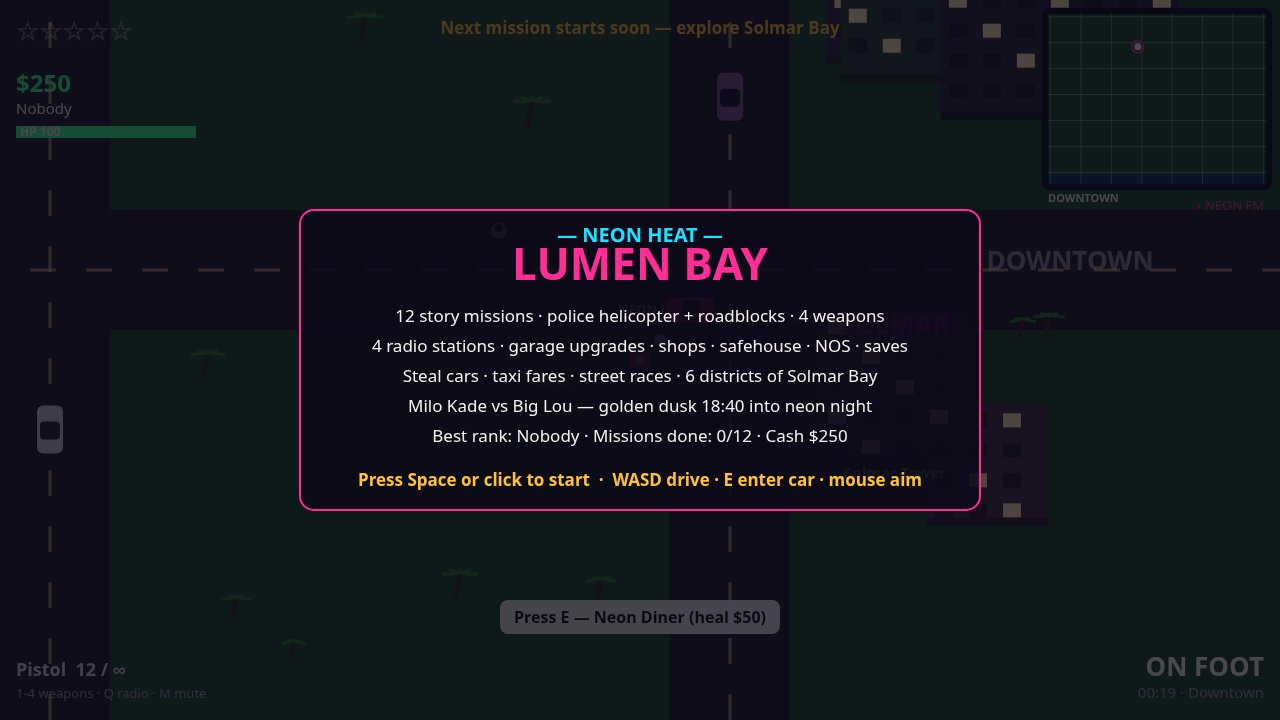 Next mission starts soon — explore Solmar Bay
$250
Nobody
HP 100
DOWNTOWN
♪ NEON FM
DOWNTOWN
— NEON HEAT —
LUMEN BAY
12 story missions · police helicopter + roadblocks · 4 weapons
4 radio stations · garage upgrades · shops · safehouse · NOS · saves
Steal cars · taxi fares · street races · 6 districts of Solmar Bay
Milo Kade vs Big Lou — golden dusk 18:40 into neon night
Best rank: Nobody · Missions done: 0/12 · Cash $250
Solmar Tower
Press Space or click to start · WASD drive · E enter car · mouse aim
Press E — Neon Diner (heal $50)
Pistol 12 / ∞
1-4 weapons · Q radio · M mute
ON FOOT
00:19 · Downtown